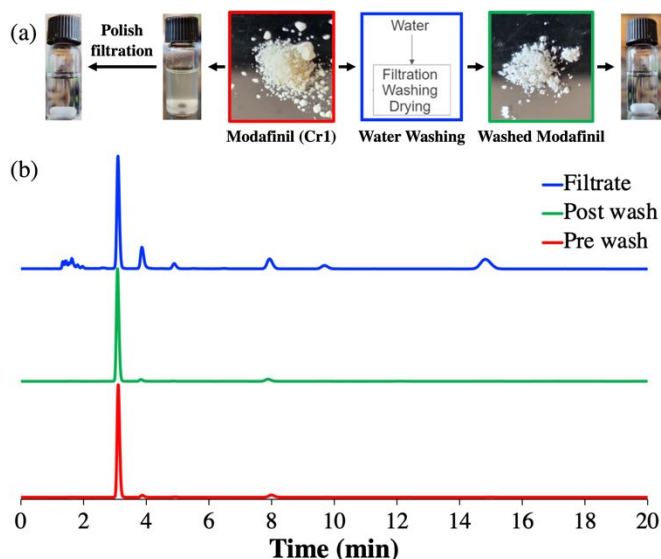 (a)
Polish
filtration
Water
Filtration
Washing
Drying
Modafinil (Cr1)
Water Washing
Washed Modafinil
(b)
Filtrate
Post wash
Pre wash
0 2 4 6 8 10 12 14 16 18 20
Time (min)